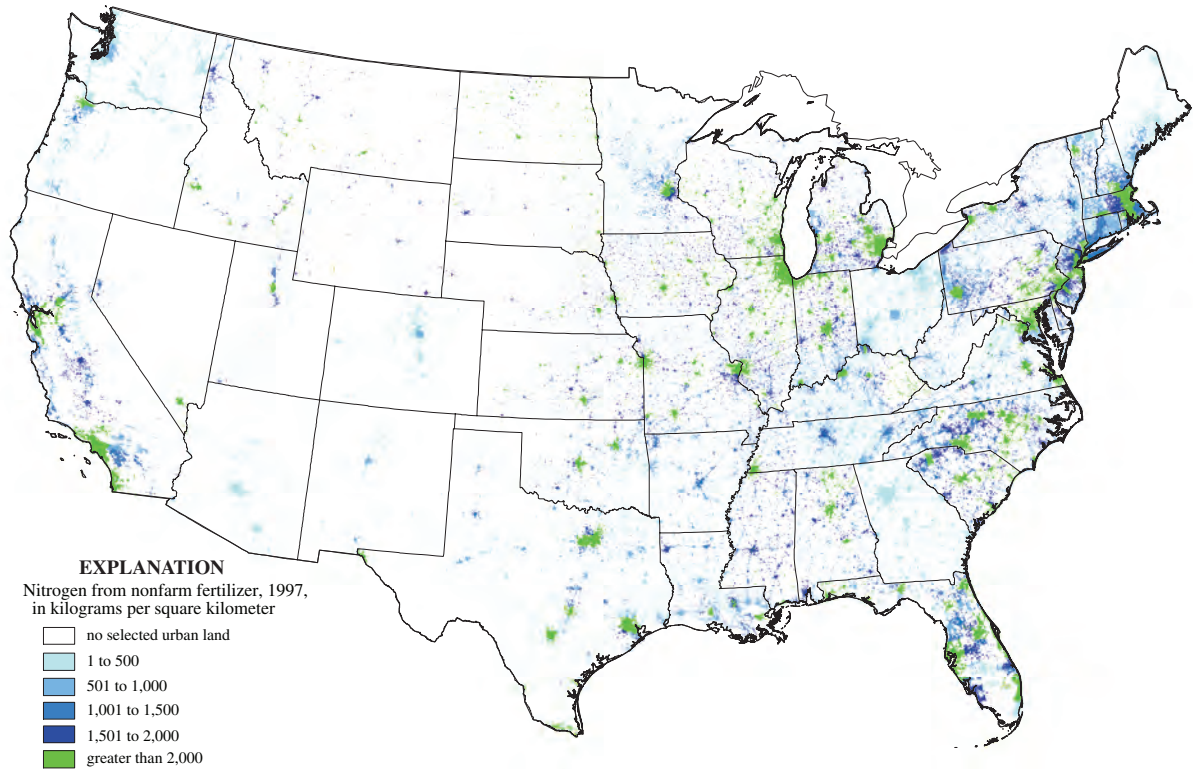 EXPLANATION
Nitrogen from nonfarm fertilizer, 1997,
in kilograms per square kilometer
no selected urban land
1 to 500
501 to 1,000
1,001 to 1,500
1,501 to 2,000
greater than 2,000